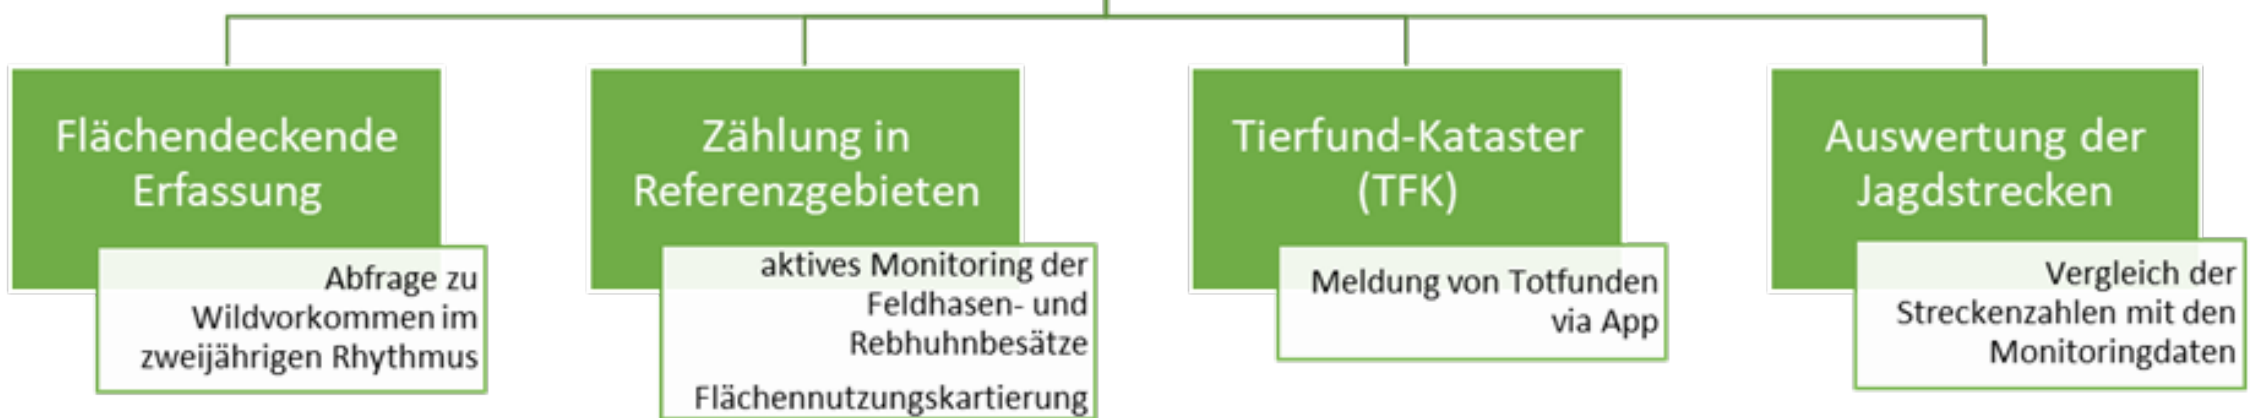 Flächendeckende
Erfassung
Abfrage zu
Wildvorkommen im
zweijährigen Rhythmus
Zählung in
Referenzgebieten
aktives Monitoring der
Feldhasen- und
Rebhuhnbesätze
Flächennutzungskartierung
Tierfund-Kataster
(TFK)
Meldung von Totfunden
via App
Auswertung der
Jagdstrecken
Vergleich der
Streckenzahlen mit den
Monitoringdaten